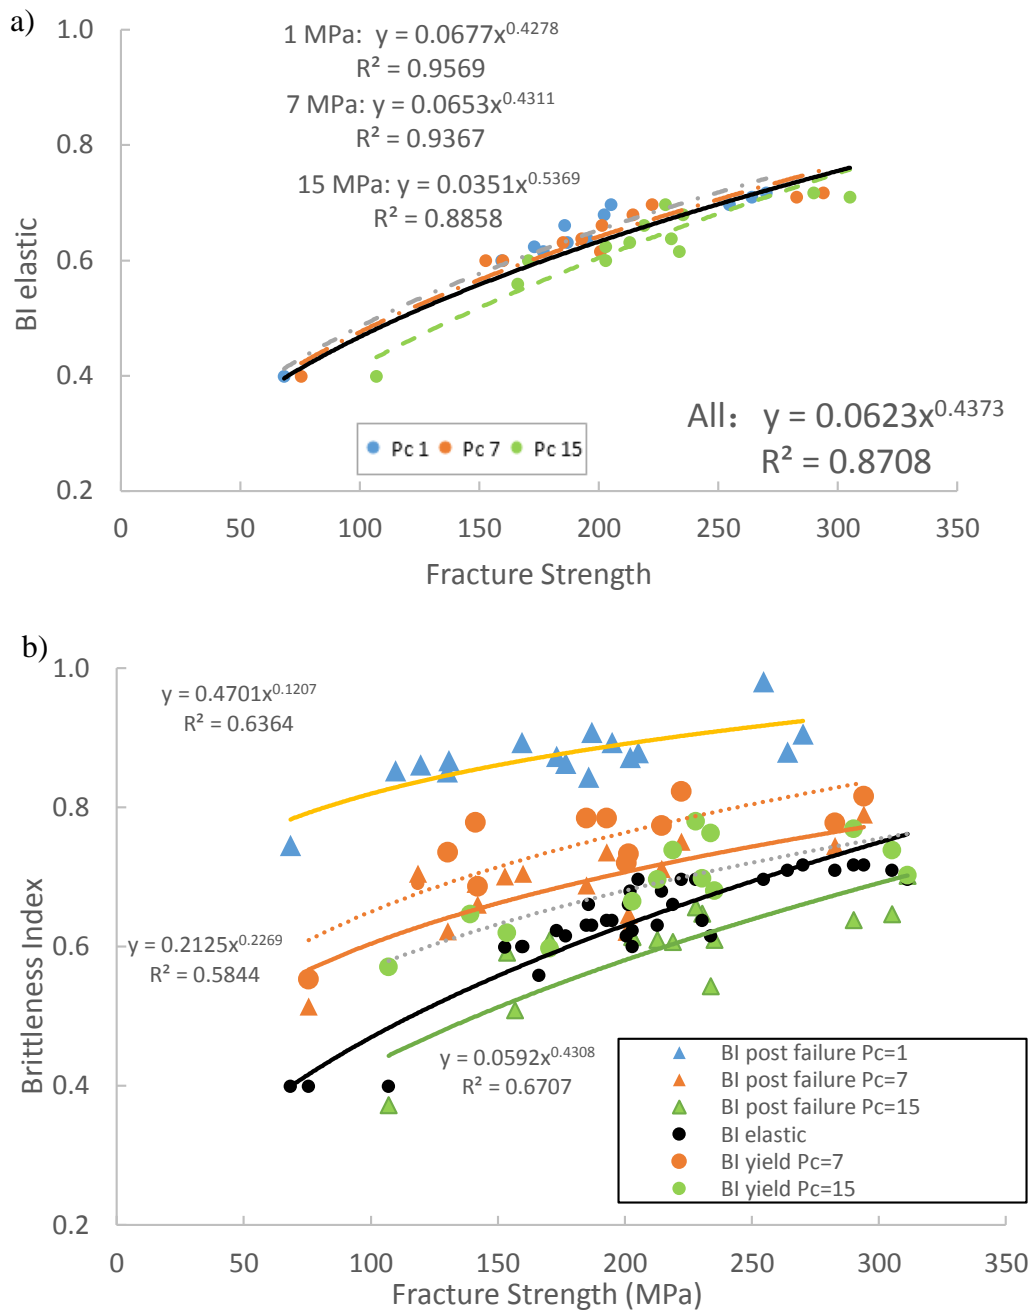 a)
1.0
0.8
0.6
0.4
0.2
BI elastic
1 MPa: y = 0.0677x^0.4278
R² = 0.9569
7 MPa: y = 0.0653x^0.4311
R² = 0.9367
15 MPa: y = 0.0351x^0.5369
R² = 0.8858
All: y = 0.0623x^0.4373
R² = 0.8708
Pc 1 Pc 7 Pc 15
0 50 100 150 200 250 300 350
Fracture Strength
b)
1.0
0.8
0.6
0.4
0.2
Brittleness Index
y = 0.4701x^0.1207
R² = 0.6364
y = 0.2125x^0.2269
R² = 0.5844
y = 0.0592x^0.4308
R² = 0.6707
BI post failure Pc=1
BI post failure Pc=7
BI post failure Pc=15
BI elastic
BI yield Pc=7
BI yield Pc=15
0 50 100 150 200 250 300 350
Fracture Strength (MPa)